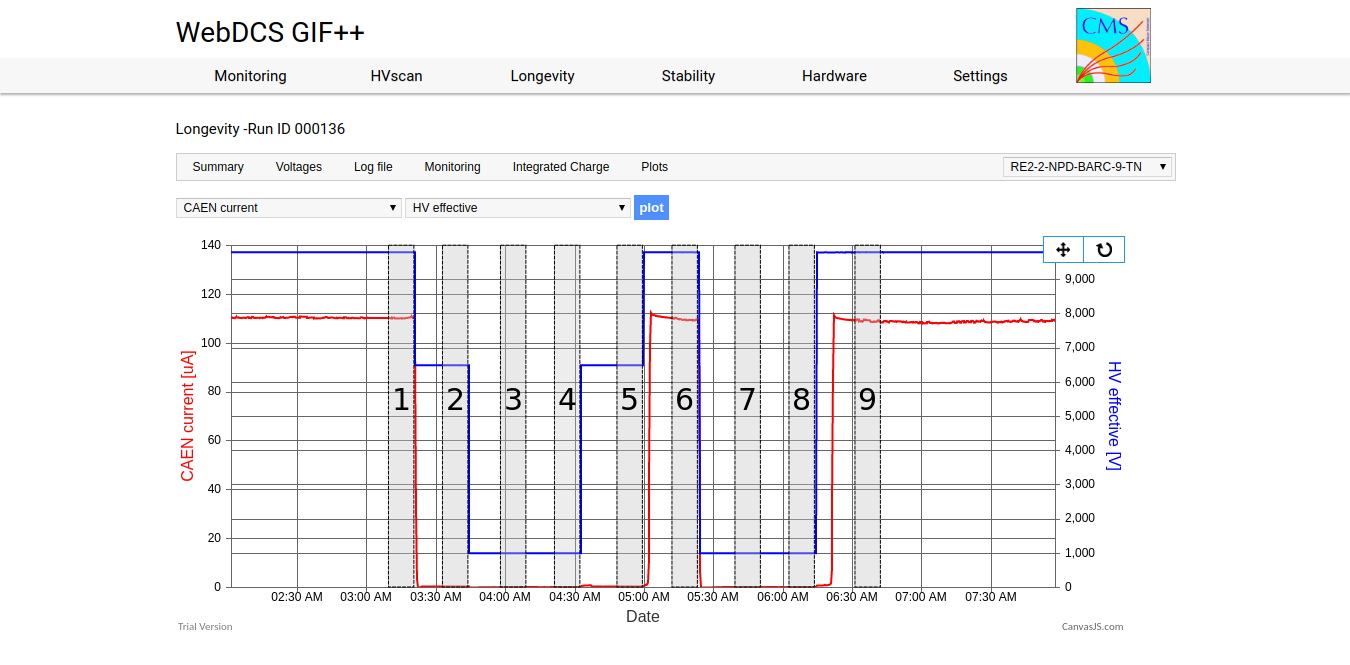 WebDCS GIF++
CMS
Monitoring HVscan Longevity Stability Hardware Settings
Longevity -Run ID 000136
Summary Voltages Log file Monitoring Integrated Charge Plots RE2-2-NPD-BARC-9-TN
CAEN current HV effective plot
140
120
100
80
60
40
20
0
CAEN current [uA]
1 2 3 4 5 6 7 8 9
9,000
8,000
7,000
6,000
5,000
4,000
3,000
2,000
1,000
0
HV effective [V]
02:30 AM 03:00 AM 03:30 AM 04:00 AM 04:30 AM 05:00 AM 05:30 AM 06:00 AM 06:30 AM 07:00 AM 07:30 AM
Date
Trial Version CanvasJS.com